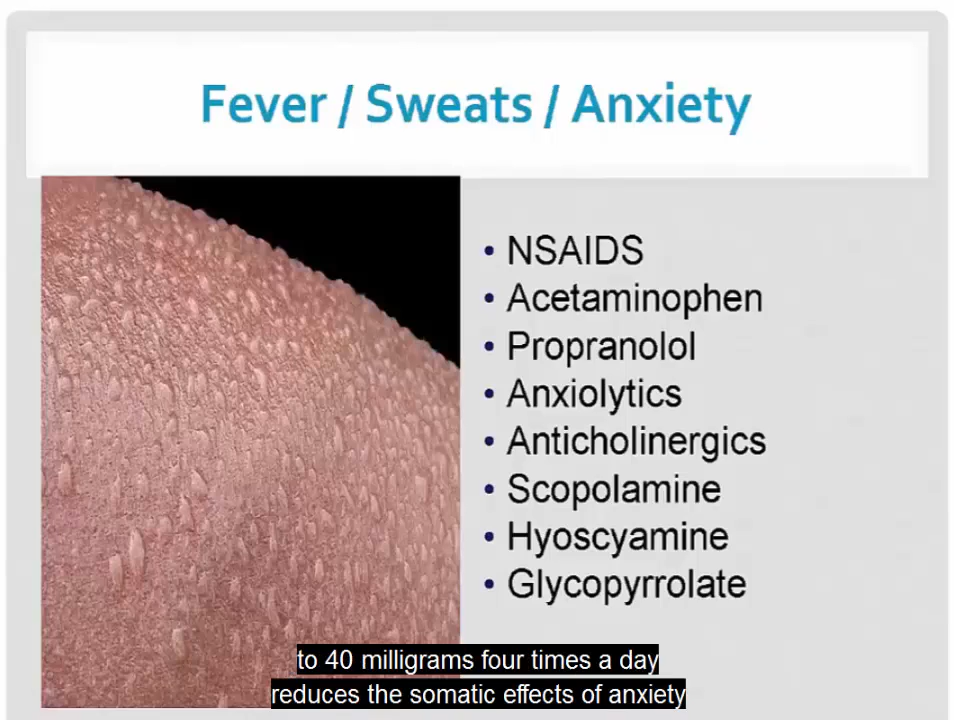 Fever / Sweats / Anxiety
• NSAIDS
• Acetaminophen
• Propranolol
• Anxiolytics
• Anticholinergics
• Scopolamine
• Hyoscyamine
• Glycopyrrolate
to 40 milligrams four times a day
reduces the somatic effects of anxiety